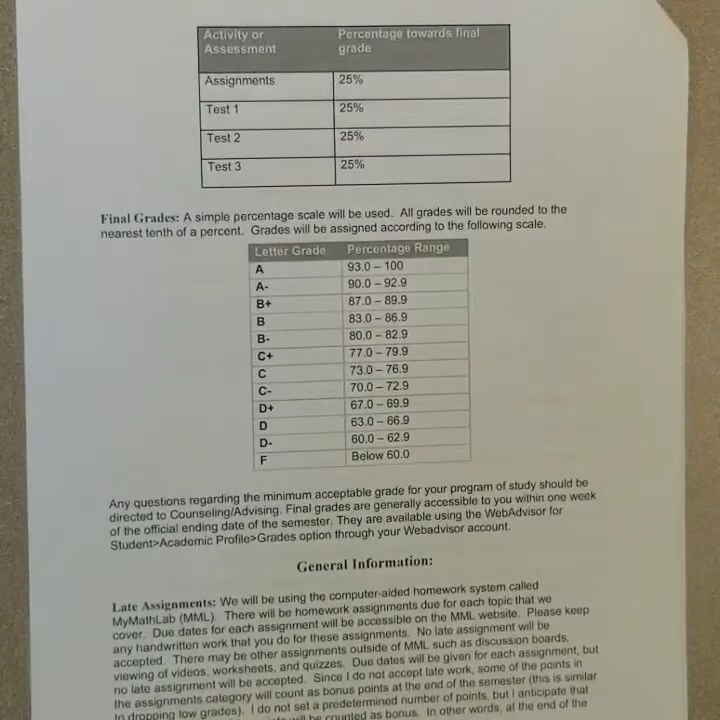 Activity or Assessment Percentage towards final grade
Assignments 25%
Test 1 25%
Test 2 25%
Test 3 25%
Final Grades: A simple percentage scale will be used. All grades will be rounded to the
nearest tenth of a percent. Grades will be assigned according to the following scale.
Letter Grade Percentage Range
A 93.0 – 100
A- 90.0 – 92.9
B+ 87.0 – 89.9
B 83.0 – 86.9
B- 80.0 – 82.9
C+ 77.0 – 79.9
C 73.0 – 76.9
C- 70.0 – 72.9
D+ 67.0 – 69.9
D 63.0 – 66.9
D- 60.0 – 62.9
F Below 60.0
Any questions regarding the minimum acceptable grade for your program of study should be
directed to Counseling/Advising. Final grades are generally accessible to you within one week
of the official ending date of the semester. They are available using the WebAdvisor for
Student>Academic Profile>Grades option through your Webadvisor account.
General Information:
Late Assignments: We will be using the computer-aided homework system called
MyMathLab (MML). There will be homework assignments due for each topic that we
cover. Due dates for each assignment will be accessible on the MML website. Please keep
any handwritten work that you do for these assignments. No late assignment will be
accepted. There may be other assignments outside of MML such as discussion boards,
viewing of videos, worksheets, and quizzes. Due dates will be given for each assignment, but
no late assignment will be accepted. Since I do not accept late work, some of the points in
the assignments category will count as bonus points at the end of the semester (this is similar
to dropping low grades). I do not set a predetermined number of points, but I anticipate that
will be counted as bonus. In other words, at the end of the